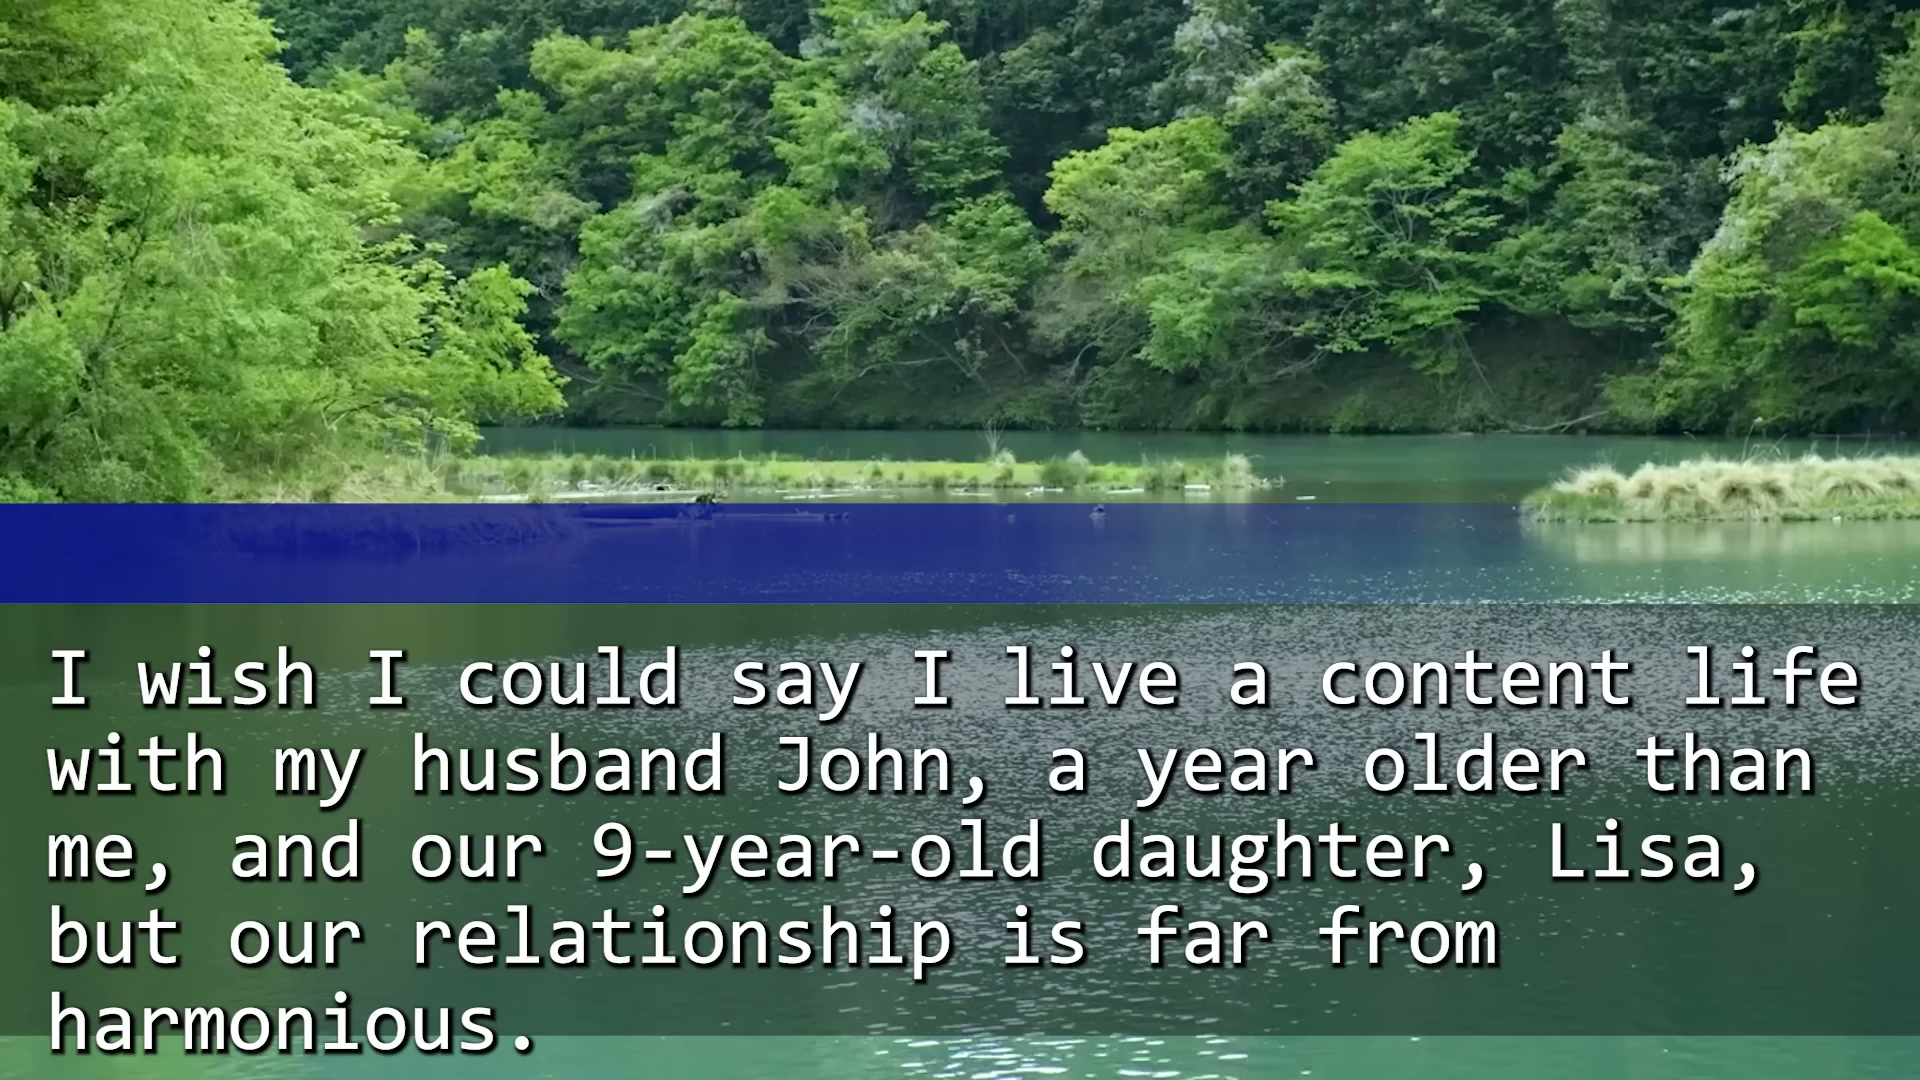 I wish I could say I live a content life
with my husband John, a year older than
me, and our 9-year-old daughter, Lisa,
but our relationship is far from
harmonious.